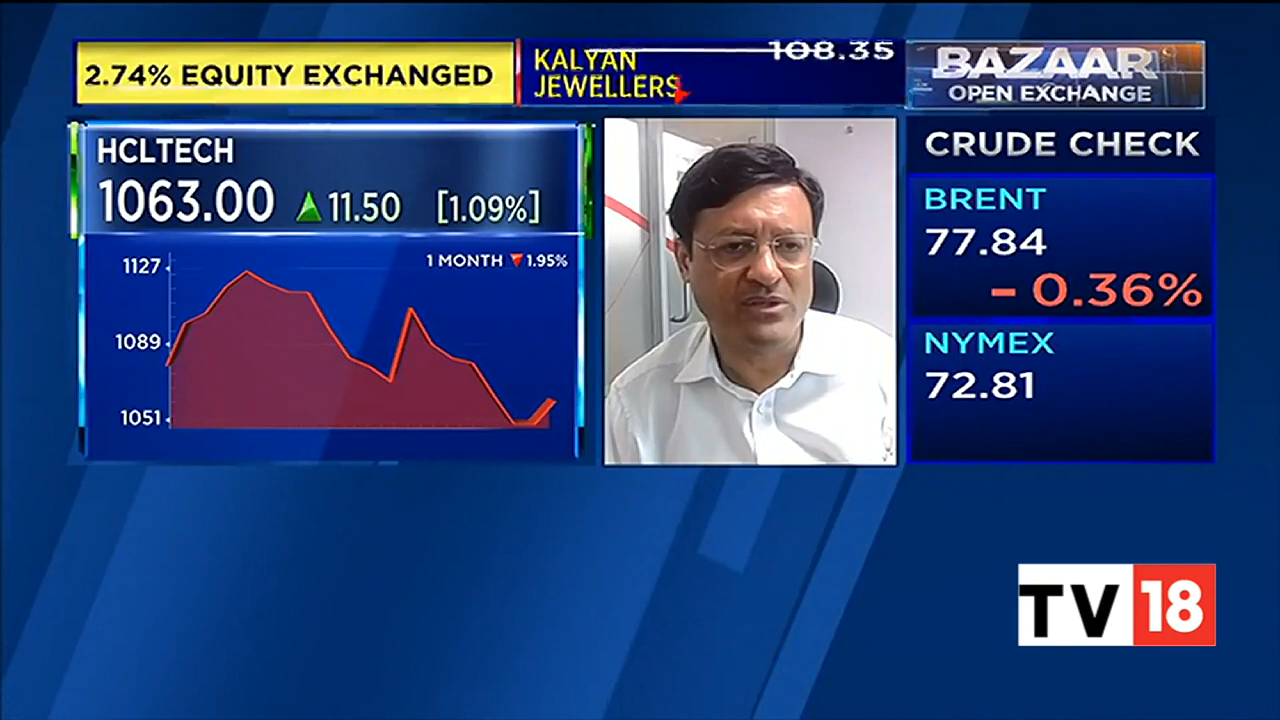 2.74% EQUITY EXCHANGED
KALYAN
JEWELLERS
108.35
BAZAAR
OPEN EXCHANGE
HCLTECH
1063.00 ▲ 11.50 [1.09%]
1 MONTH ▼ 1.95%
1127
1089
1051
CRUDE CHECK
BRENT
77.84
- 0.36%
NYMEX
72.81
TV18